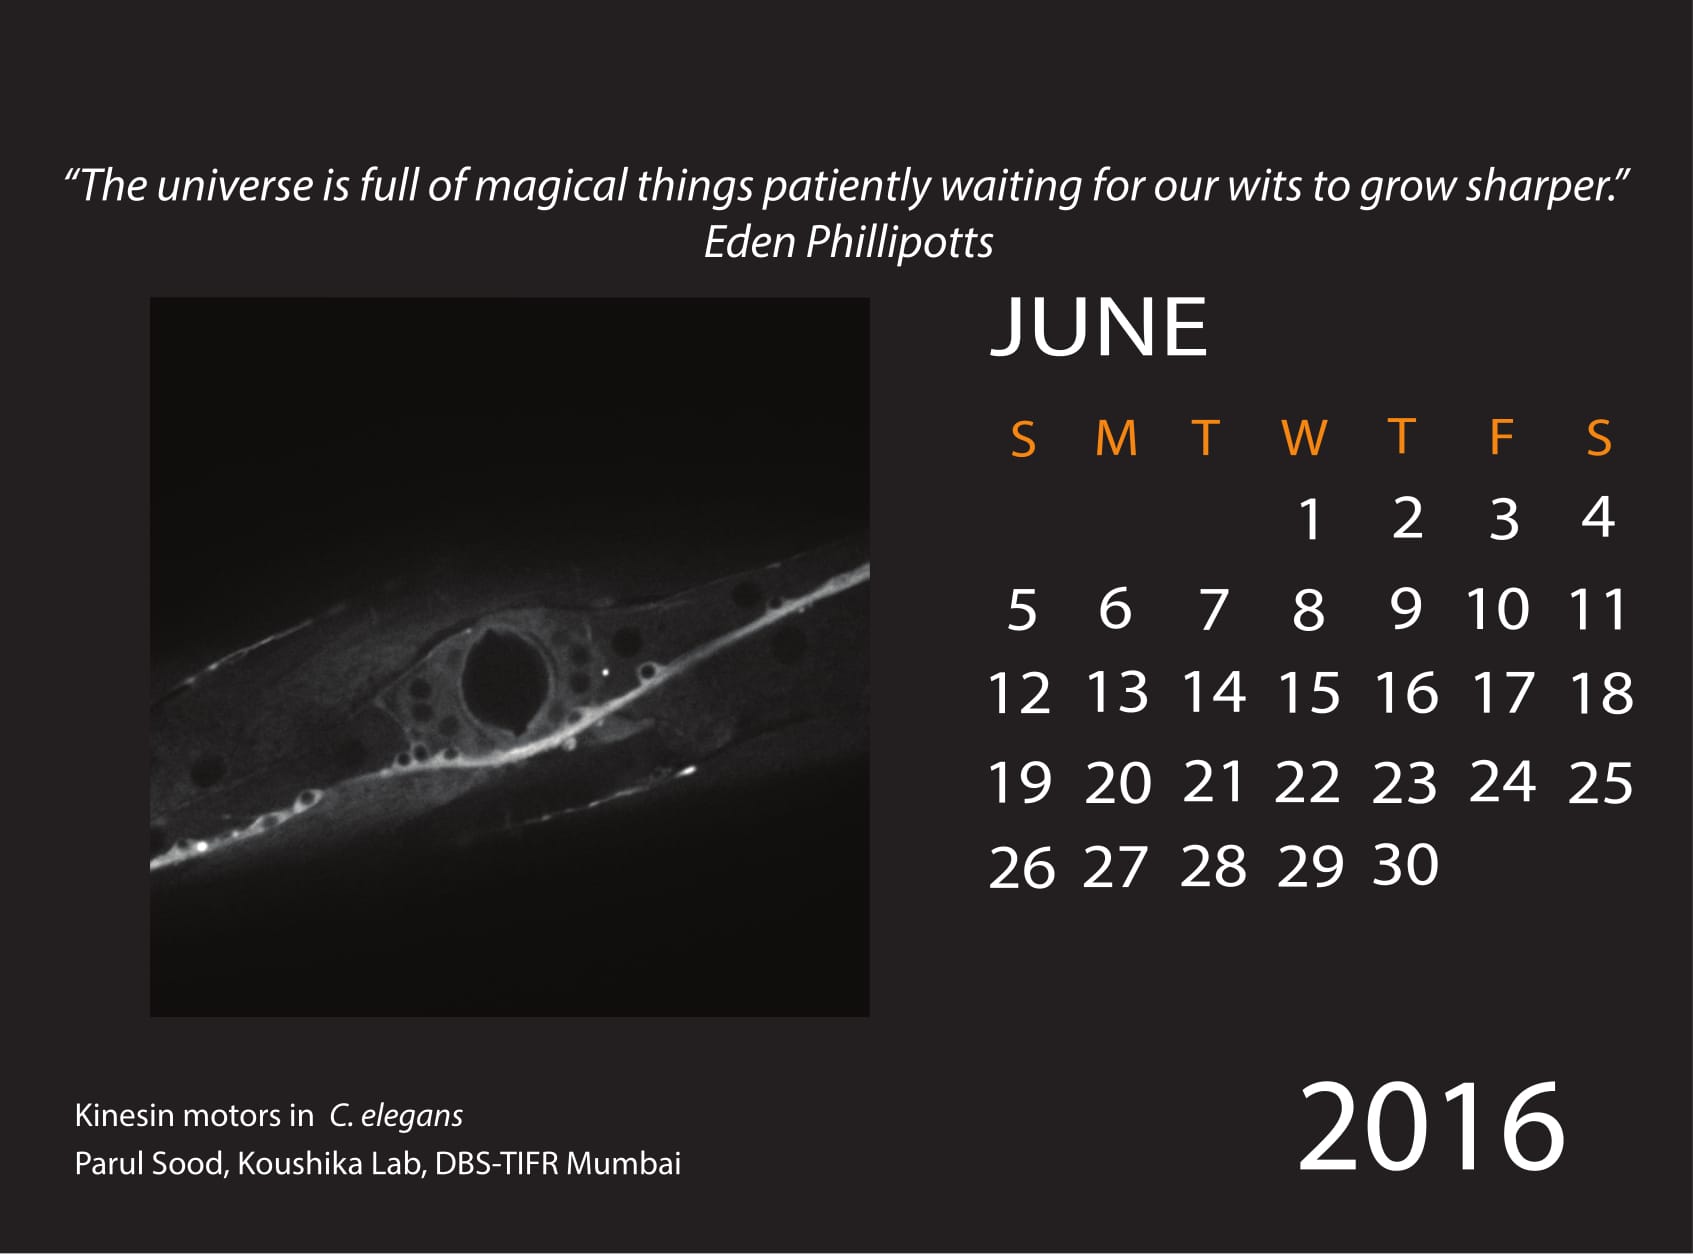 “The universe is full of magical things patiently waiting for our wits to grow sharper.”
Eden Phillipotts
JUNE
S M T W T F S
1 2 3 4
5 6 7 8 9 10 11
12 13 14 15 16 17 18
19 20 21 22 23 24 25
26 27 28 29 30
Kinesin motors in C. elegans
Parul Sood, Koushika Lab, DBS-TIFR Mumbai
2016